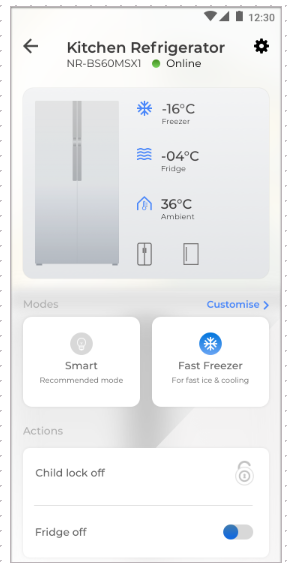 12:30
Kitchen Refrigerator
NR-BS60MSX1 Online
-16°C
Freezer
-04°C
Fridge
36°C
Ambient
Modes Customise
Smart Fast Freezer
Recommended mode For fast ice & cooling
Actions
Child lock off
Fridge off